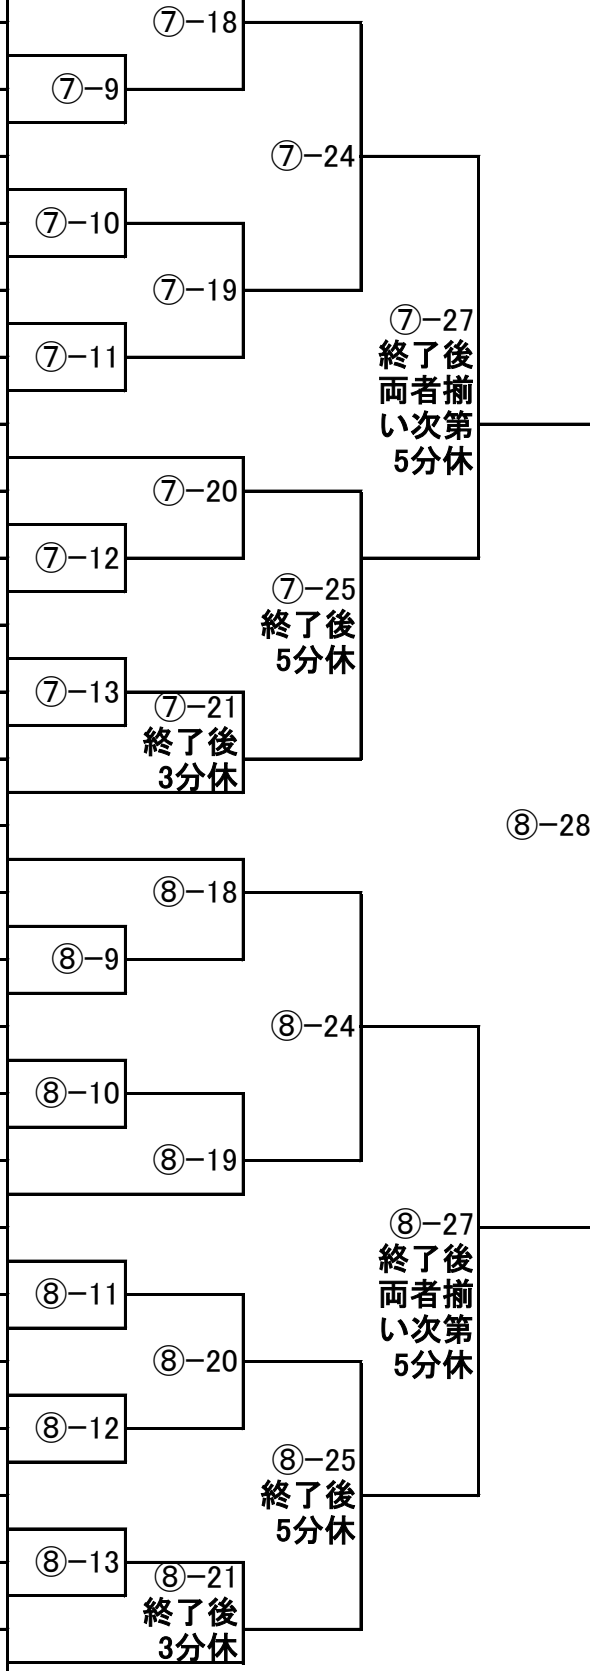 ⑦−18
⑦−9
⑦−24
⑦−10
⑦−19
⑦−27
終了後
両者揃
い次第
5分休
⑦−11
⑦−20
⑦−12
⑦−25
終了後
5分休
⑦−13
⑦−21
終了後
3分休
⑧−28
⑧−18
⑧−9
⑧−24
⑧−10
⑧−19
⑧−27
終了後
両者揃
い次第
5分休
⑧−11
⑧−20
⑧−12
⑧−25
終了後
5分休
⑧−13
⑧−21
終了後
3分休